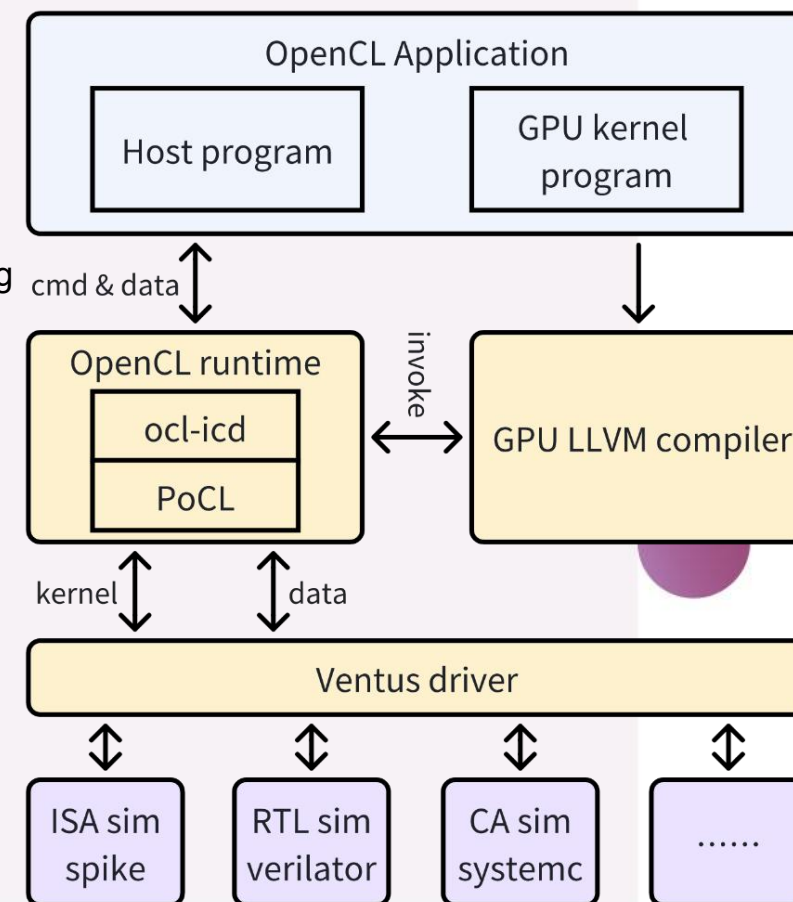 OpenCL Application
Host program
GPU kernel
program
g
cmd & data
OpenCL runtime
ocl-icd
PoCL
invoke
GPU LLVM compiler
kernel
data
Ventus driver
ISA sim
spike
RTL sim
verilator
CA sim
systemc
......